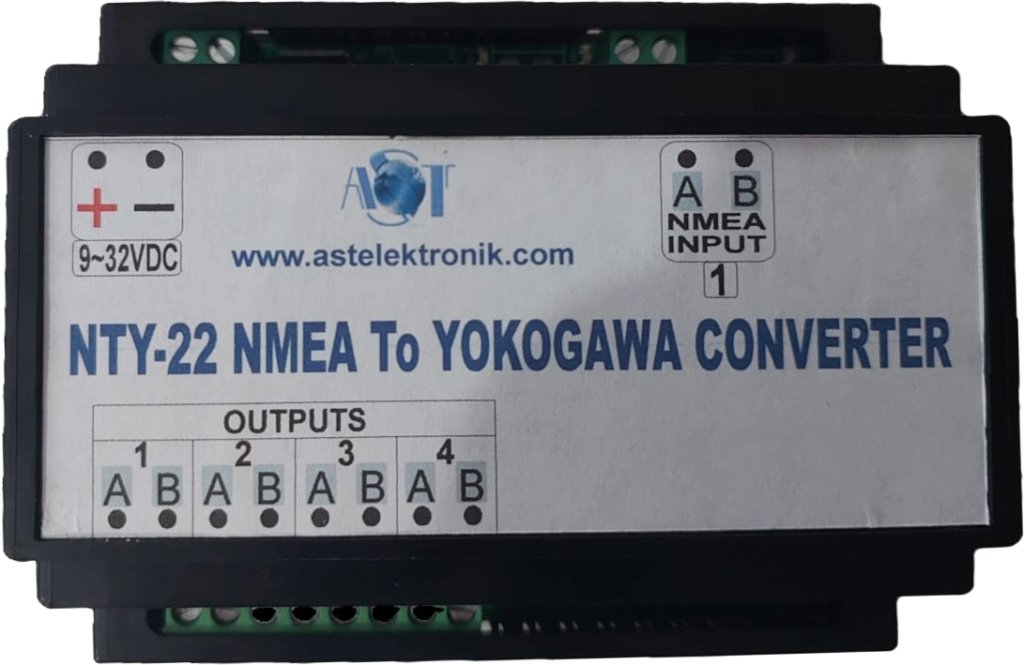 + −
9~32VDC
AST
www.astelektronik.com
A B
NMEA
INPUT
1
NTY-22 NMEA To YOKOGAWA CONVERTER
OUTPUTS
1 2 3 4
A B A B A B A B